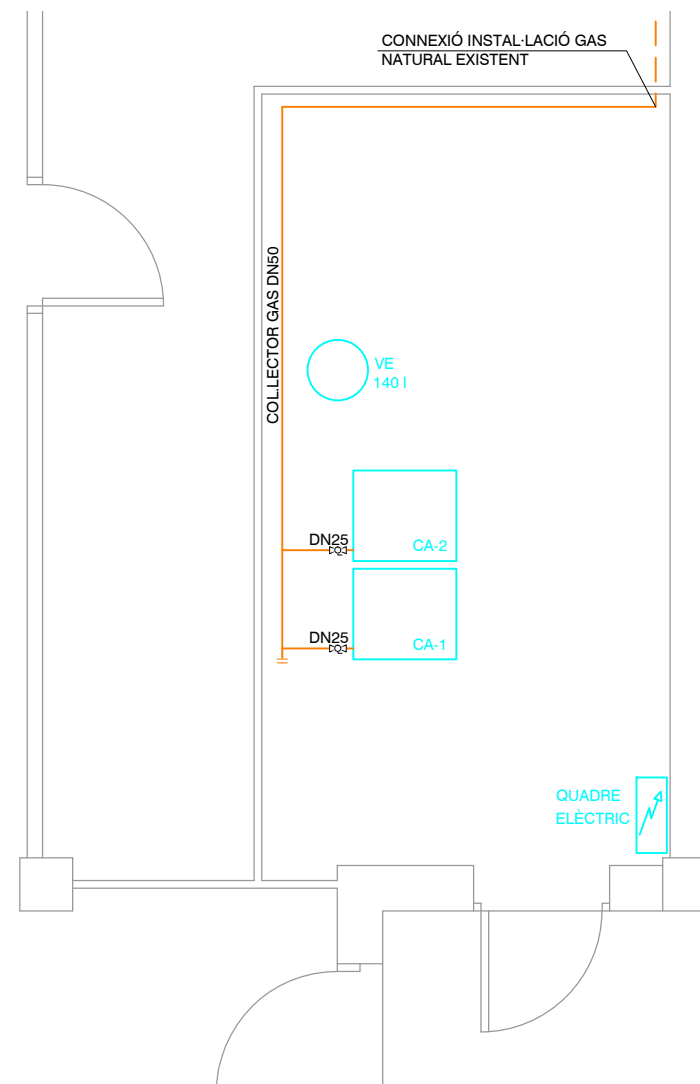 CONNEXIÓ INSTAL·LACIÓ GAS
NATURAL EXISTENT
COL.LECTOR GAS DN50
VE
140 l
DN25
CA-2
DN25
CA-1
QUADRE
ELÈCTRIC